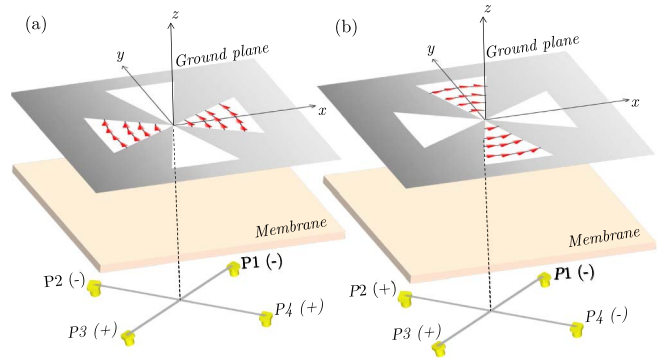 (a)
z
y
Ground plane
x
Membrane
P1 (-)
P2 (-)
P4 (+)
P3 (+)
(b)
z
y
Ground plane
x
Membrane
P1 (-)
P2 (+)
P4 (-)
P3 (+)